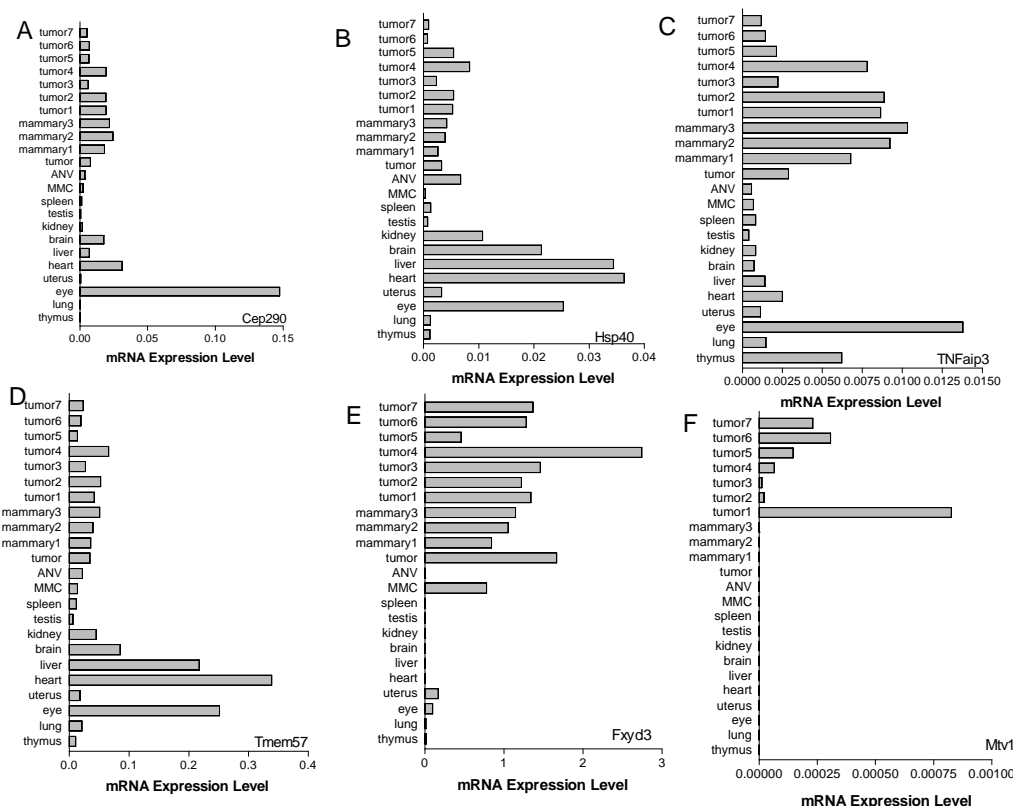 A
tumor7
tumor6
tumor5
tumor4
tumor3
tumor2
tumor1
mammary3
mammary2
mammary1
tumor
ANV
MMC
spleen
testis
kidney
brain
liver
heart
uterus
eye
lung
thymus
Cep290
0.00 0.05 0.10 0.15
mRNA Expression Level
B
tumor7
tumor6
tumor5
tumor4
tumor3
tumor2
tumor1
mammary3
mammary2
mammary1
tumor
ANV
MMC
spleen
testis
kidney
brain
liver
heart
uterus
eye
lung
thymus
Hsp40
0.00 0.01 0.02 0.03 0.04
mRNA Expression Level
C
tumor7
tumor6
tumor5
tumor4
tumor3
tumor2
tumor1
mammary3
mammary2
mammary1
tumor
ANV
MMC
spleen
testis
kidney
brain
liver
heart
uterus
eye
lung
thymus
TNFaip3
0.0000 0.0025 0.0050 0.0075 0.0100 0.0125 0.0150
mRNA Expression Level
D
tumor7
tumor6
tumor5
tumor4
tumor3
tumor2
tumor1
mammary3
mammary2
mammary1
tumor
ANV
MMC
spleen
testis
kidney
brain
liver
heart
uterus
eye
lung
thymus
Tmem57
0.0 0.1 0.2 0.3 0.4
mRNA Expression Level
E
tumor7
tumor6
tumor5
tumor4
tumor3
tumor2
tumor1
mammary3
mammary2
mammary1
tumor
ANV
MMC
spleen
testis
kidney
brain
liver
heart
uterus
eye
lung
thymus
Fxyd3
0 1 2 3
mRNA Expression Level
F
tumor7
tumor6
tumor5
tumor4
tumor3
tumor2
tumor1
mammary3
mammary2
mammary1
tumor
ANV
MMC
spleen
testis
kidney
brain
liver
heart
uterus
eye
lung
thymus
Mtv1
0.00000 0.00025 0.00050 0.00075 0.00100
mRNA Expression Level